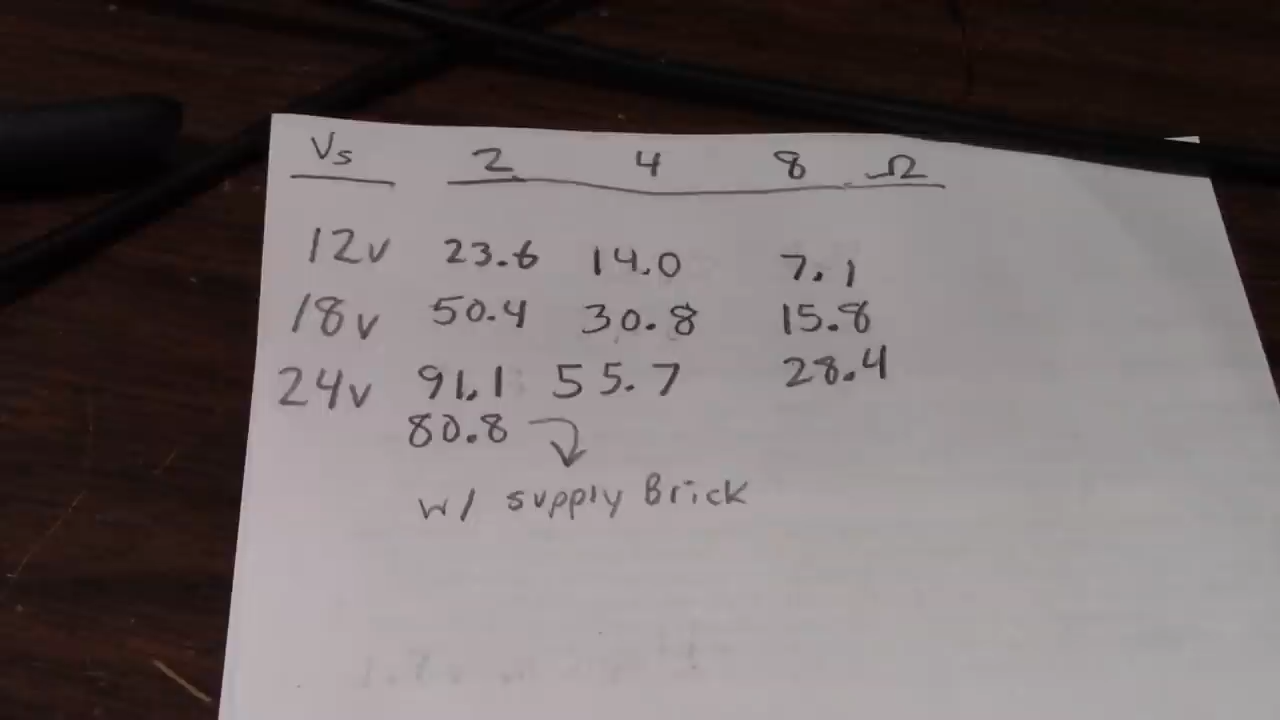 Vs 2 4 8 Ω
12v 23.6 14.0 7.1
18v 50.4 30.8 15.8
24v 91.1 55.7 28.4
80.8
w/ supply Brick